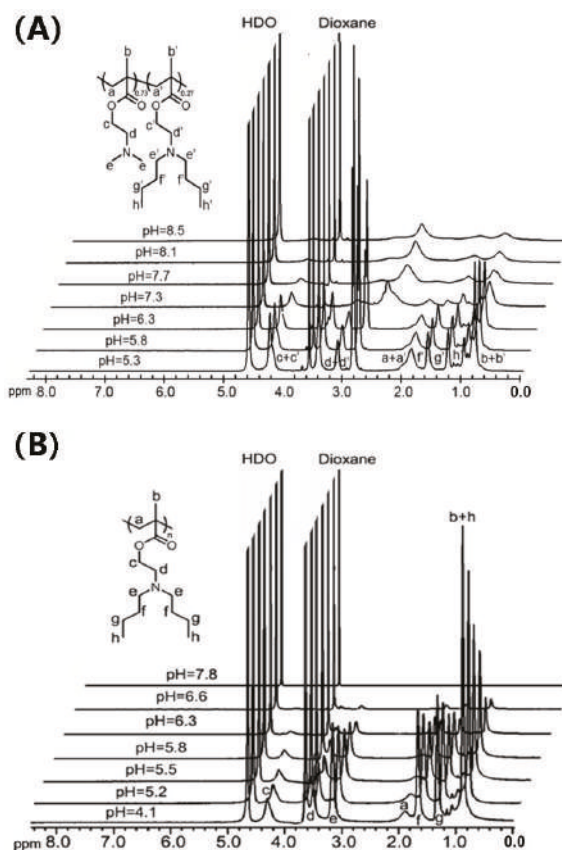 (A)
HDO Dioxane
b b'
a 0.73 a' 0.27
O O O O
c c' d d'
N N
e e e' e'
f' f'
g' g'
h' h'
pH=8.5
pH=8.1
pH=7.7
pH=7.3
pH=6.3
pH=5.8
pH=5.3
c+c' d+d' a+a' f' g' h' b+b'
ppm 8.0 6.0 5.0 4.0 3.0 2.0 1.0 0.0
(B)
HDO Dioxane
b
a n
O O
c d
N
e e
f f
g g
h h
b+h
pH=7.8
pH=6.6
pH=6.3
pH=5.8
pH=5.5
pH=5.2
pH=4.1
c d e a f g
ppm 8.0 6.0 5.0 4.0 3.0 2.0 1.0 0.0